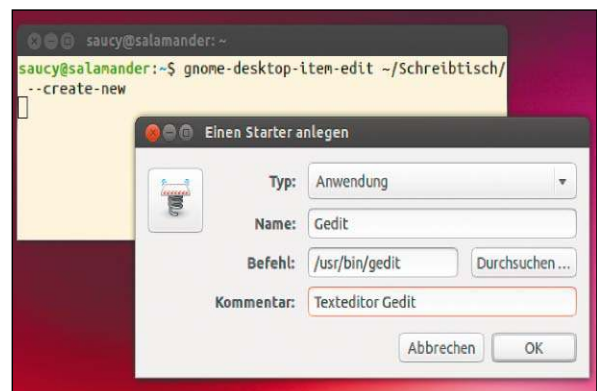 saucy@salamander: ~
saucy@salamander:~$ gnome-desktop-item-edit ~/Schreibtisch/
--create-new
Einen Starter anlegen
Typ: Anwendung
Name: Gedit
Befehl: /usr/bin/gedit Durchsuchen ...
Kommentar: Texteditor Gedit
Abbrechen OK